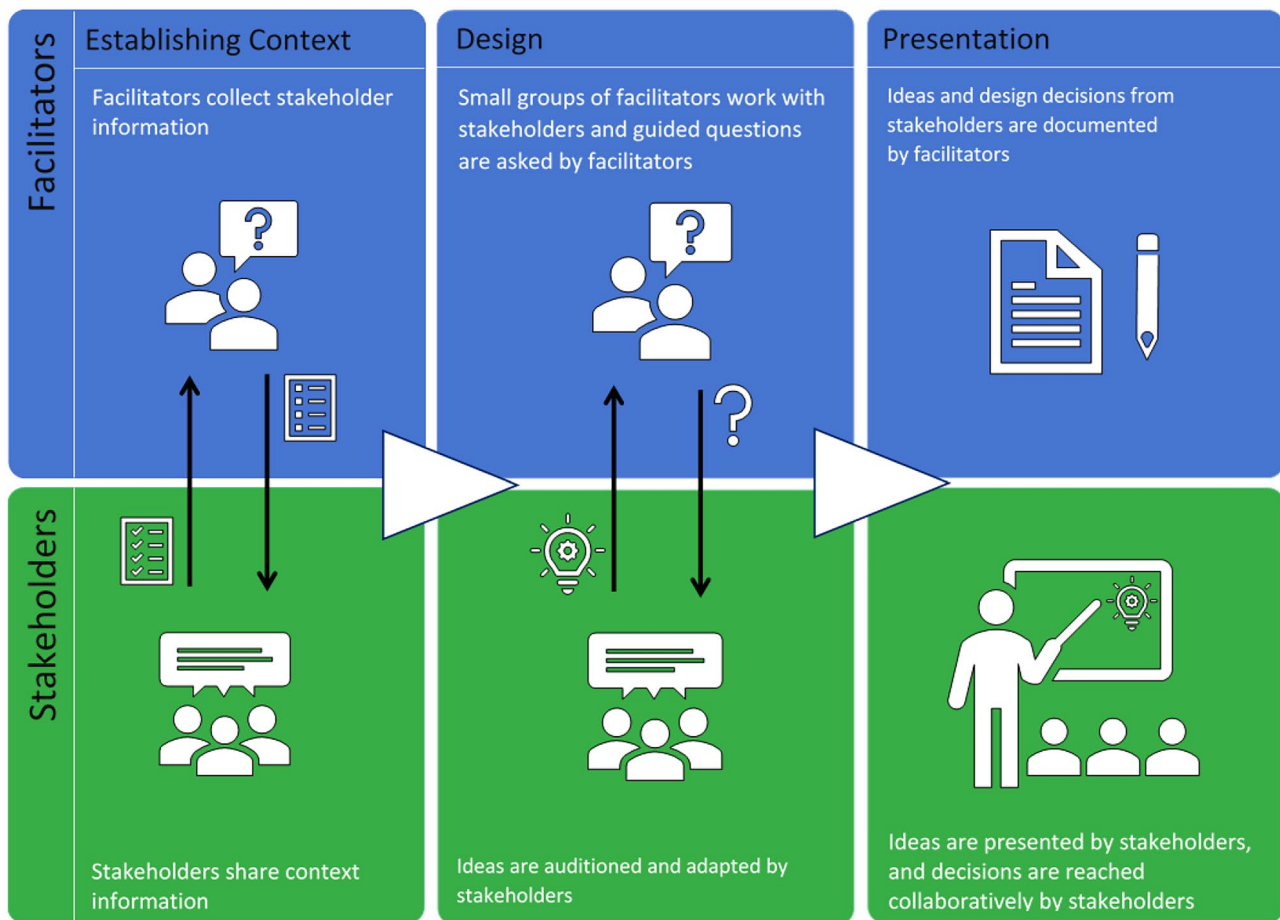 Facilitators
Establishing Context
Facilitators collect stakeholder
information
Design
Small groups of facilitators work with
stakeholders and guided questions
are asked by facilitators
Presentation
Ideas and design decisions from
stakeholders are documented
by facilitators
?
?
?
Stakeholders
Stakeholders share context
information
Ideas are auditioned and adapted by
stakeholders
Ideas are presented by stakeholders,
and decisions are reached
collaboratively by stakeholders